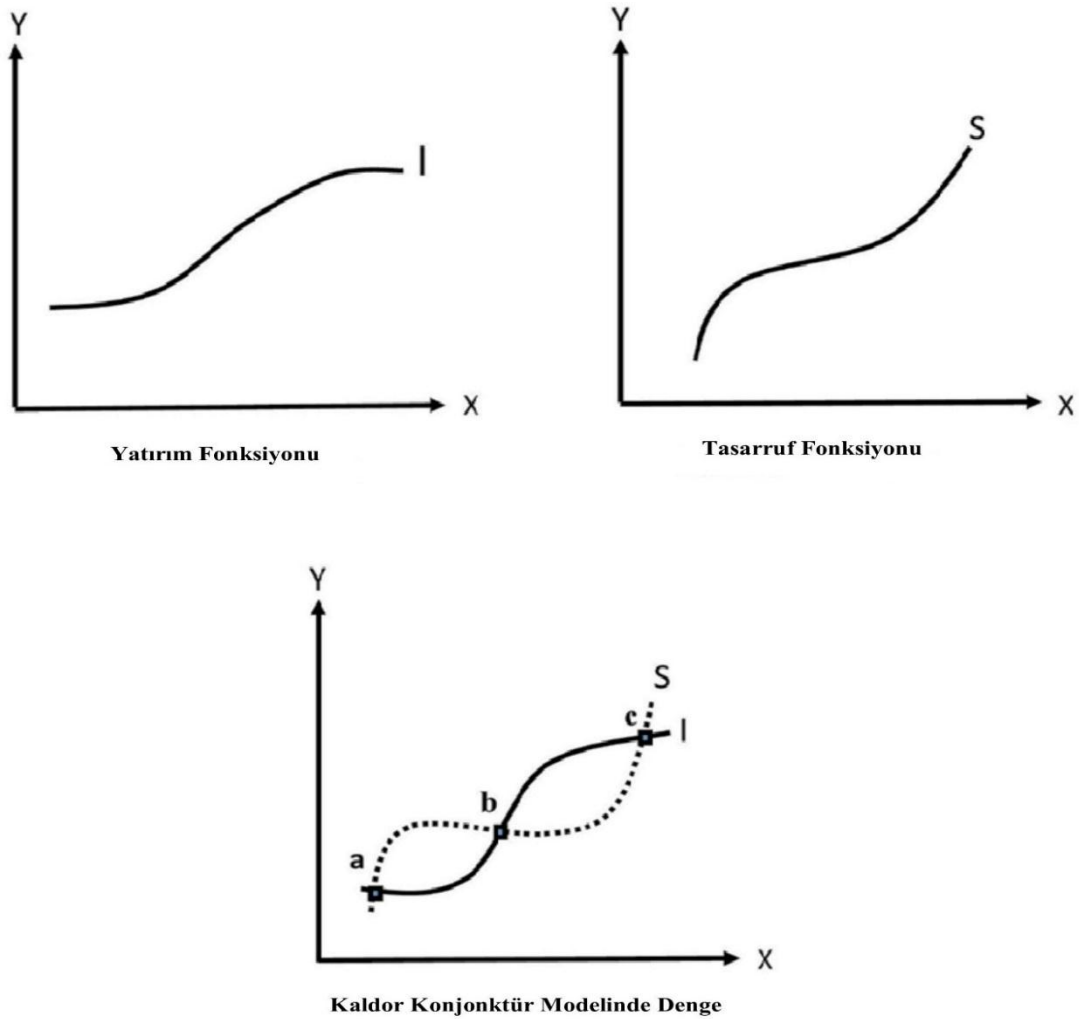 Y
I
X
Yatırım Fonksiyonu
Y
S
X
Tasarruf Fonksiyonu
Y
S
c
I
b
a
X
Kaldor Konjonktür Modelinde Denge